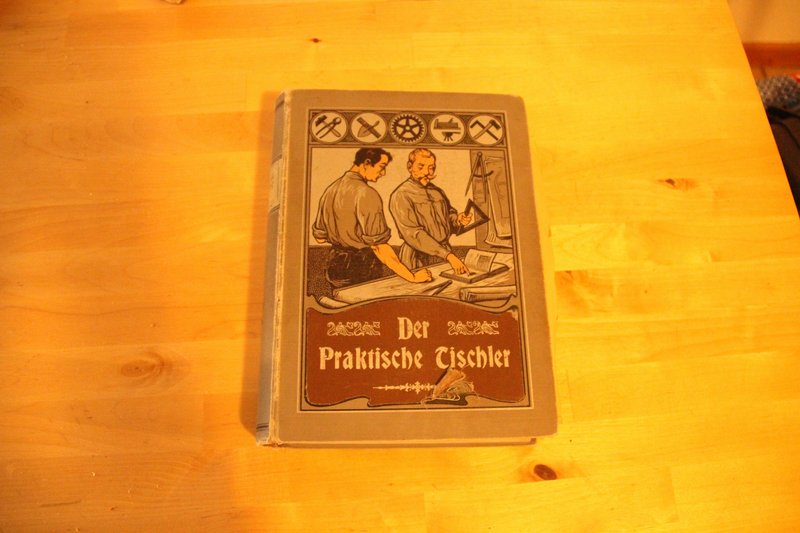 Der
Praktische Tischler